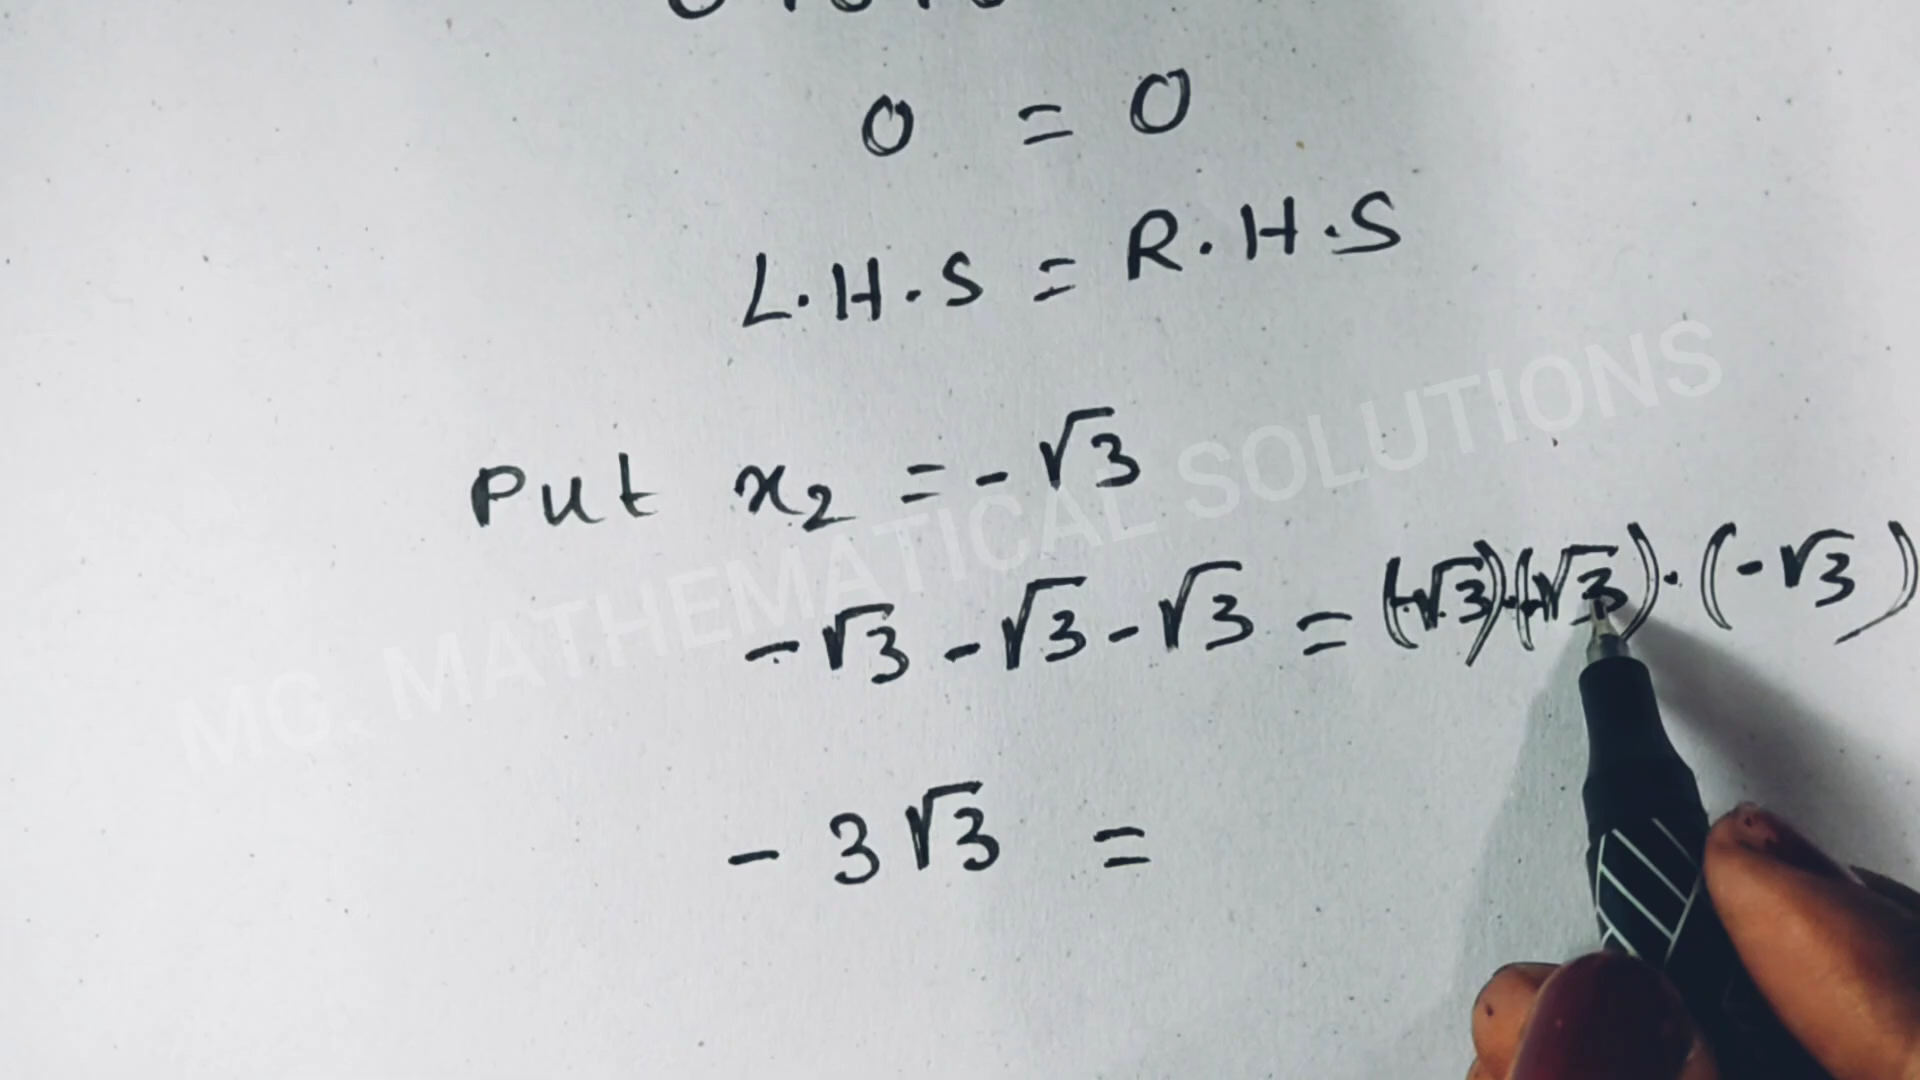 0 = 0
L.H.S = R.H.S
Put x₂ = -√3
-√3 -√3 -√3 = (-√3)·(-√3)·(-√3)
-3√3 =
MG. MATHEMATICAL SOLUTIONS